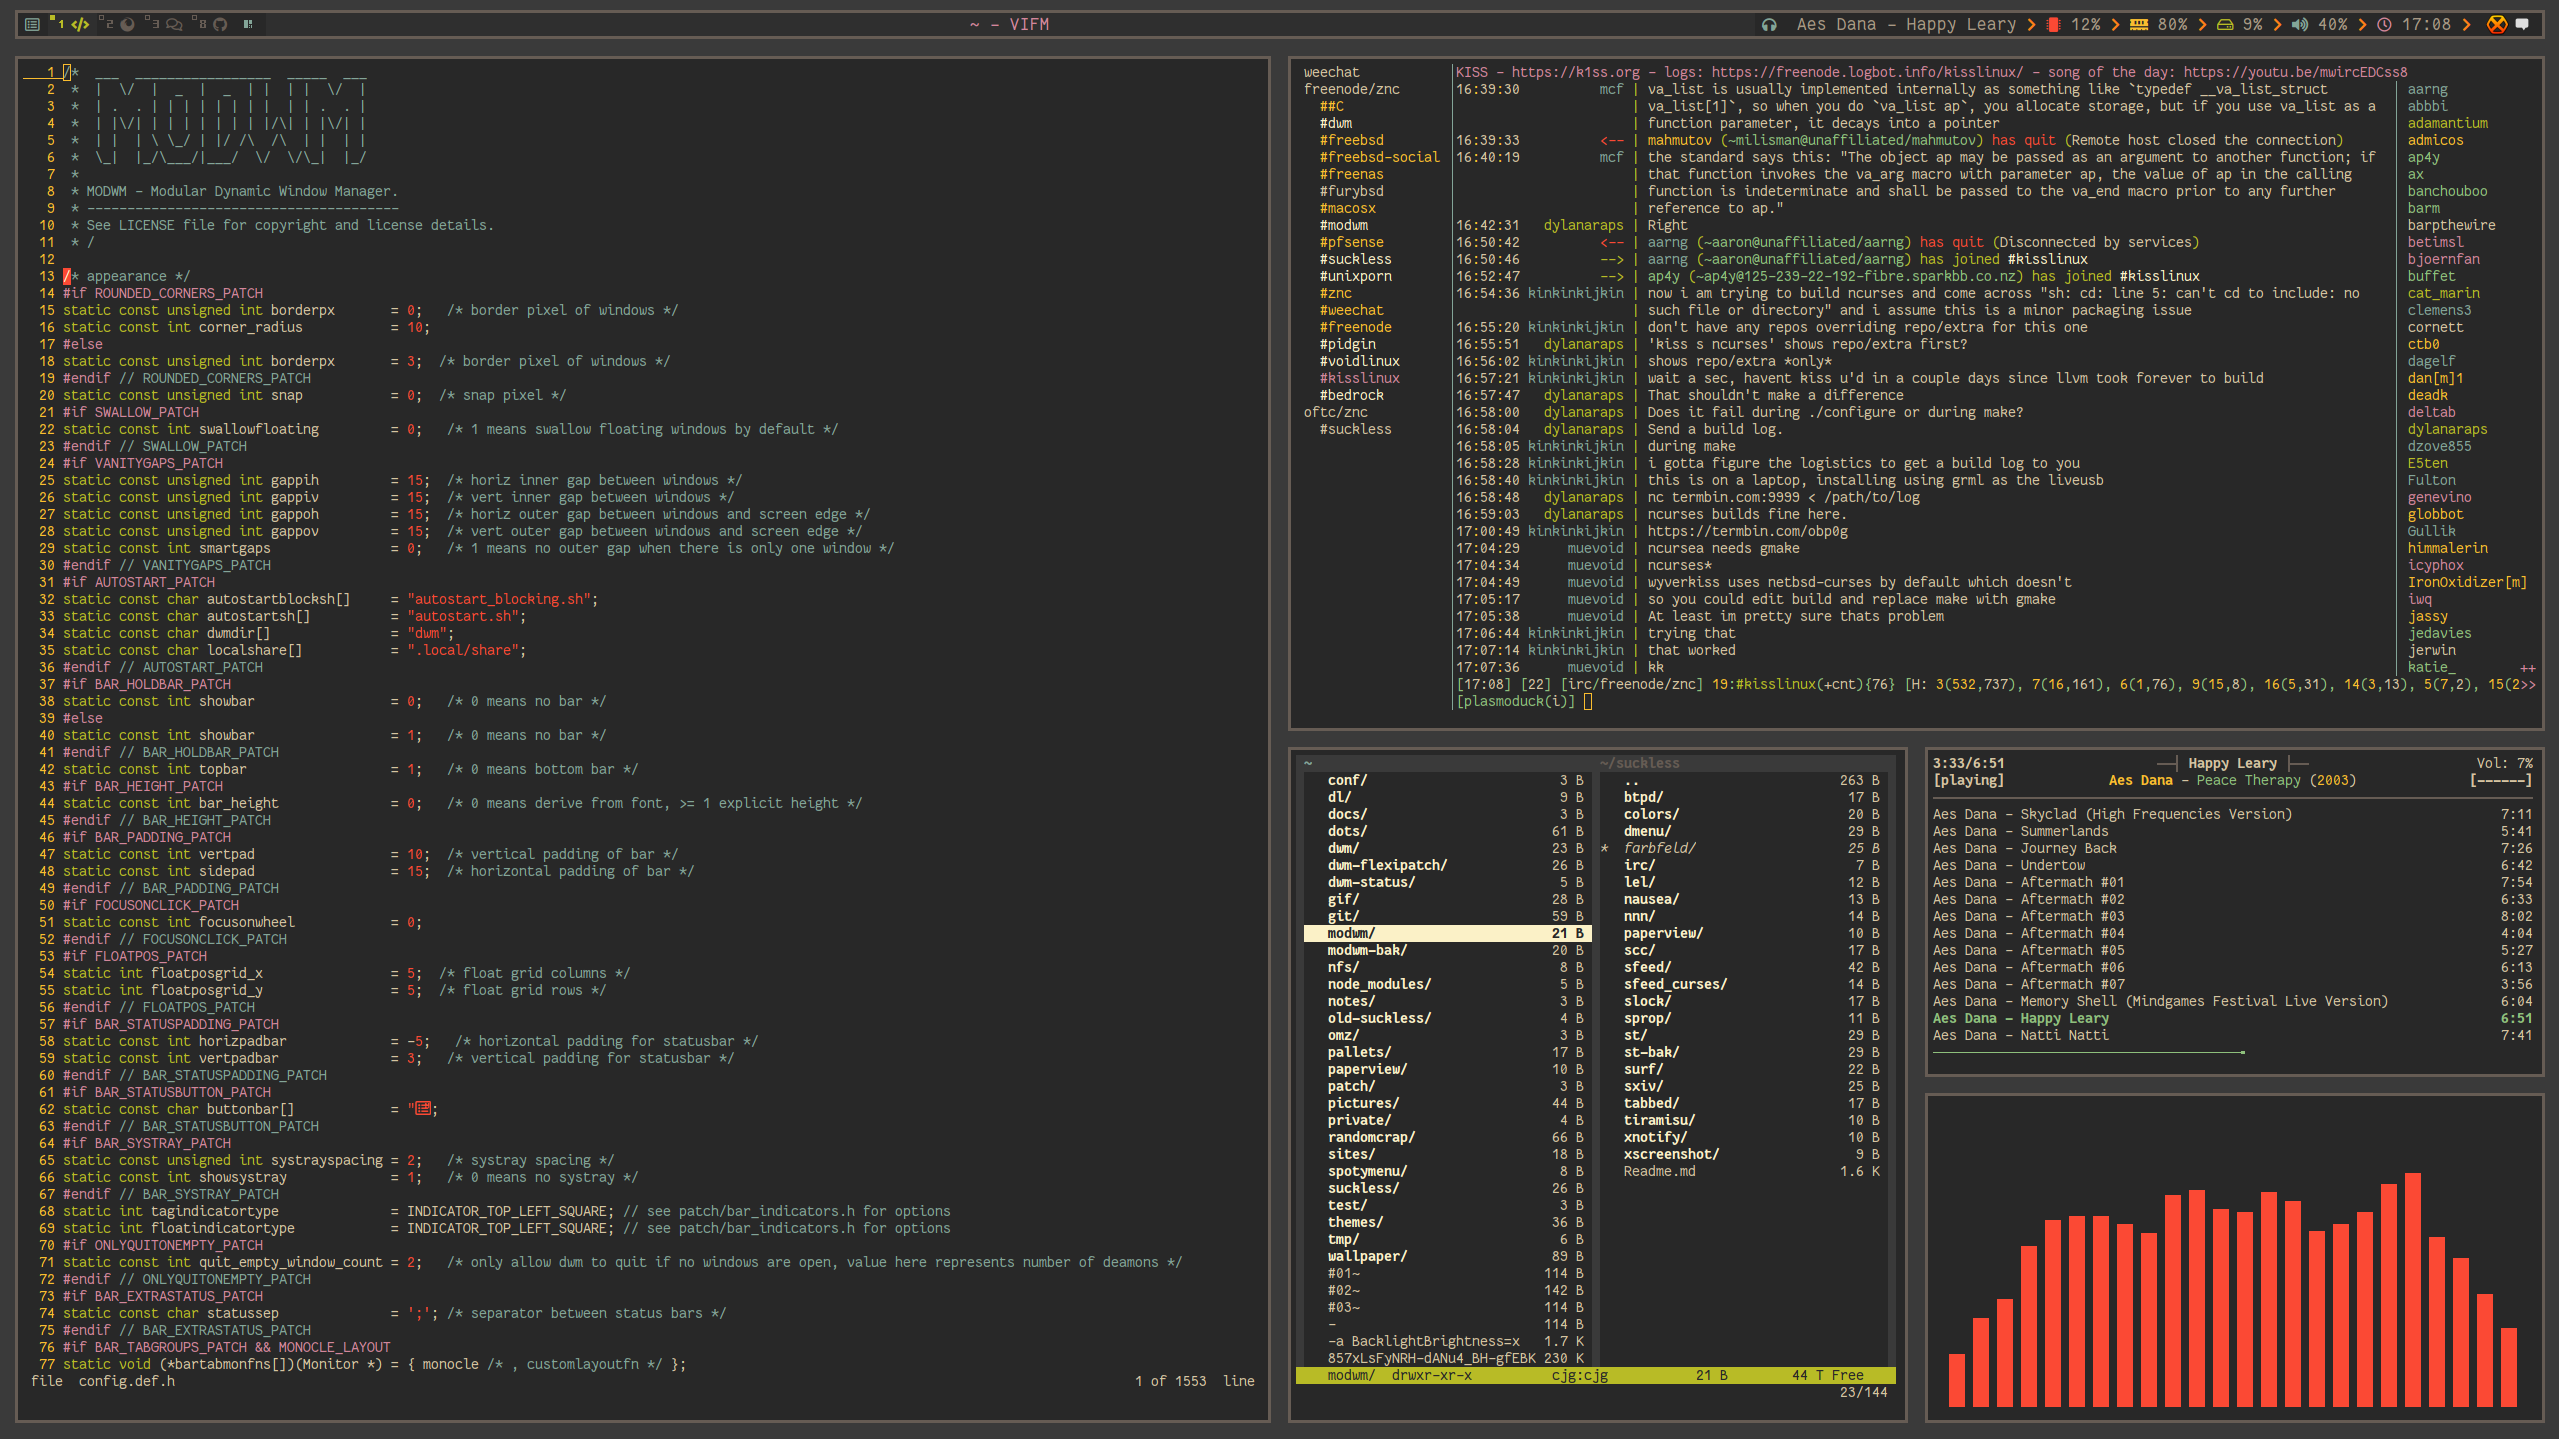 1 </> 2 3 8
~ – VIFM
Aes Dana – Happy Leary 12% 80% 9% 40% 17:08
1 /*  ___  _________________  _____  ___
2  *  |  \/  |  _  |  _  | |  | |  \/  |
3  *  | .  . | | | | | | | |  | | .  . |
4  *  | |\/| | | | | | | | |/\| | |\/| |
5  *  | |  | \ \_/ | |/ /\  /\  | |  | |
6  *  \_|  |_/\___/|___/  \/  \/\_|  |_/
7  *
8  * MODWM – Modular Dynamic Window Manager.
9  * ---------------------------------------
10  * See LICENSE file for copyright and license details.
11  * /
12
13 /* appearance */
14 #if ROUNDED_CORNERS_PATCH
15 static const unsigned int borderpx       = 0;   /* border pixel of windows */
16 static const int corner_radius           = 10;
17 #else
18 static const unsigned int borderpx       = 3;  /* border pixel of windows */
19 #endif // ROUNDED_CORNERS_PATCH
20 static const unsigned int snap           = 0;  /* snap pixel */
21 #if SWALLOW_PATCH
22 static const int swallowfloating         = 0;   /* 1 means swallow floating windows by default */
23 #endif // SWALLOW_PATCH
24 #if VANITYGAPS_PATCH
25 static const unsigned int gappih         = 15;  /* horiz inner gap between windows */
26 static const unsigned int gappiv         = 15;  /* vert inner gap between windows */
27 static const unsigned int gappoh         = 15;  /* horiz outer gap between windows and screen edge */
28 static const unsigned int gappov         = 15;  /* vert outer gap between windows and screen edge */
29 static const int smartgaps               = 0;   /* 1 means no outer gap when there is only one window */
30 #endif // VANITYGAPS_PATCH
31 #if AUTOSTART_PATCH
32 static const char autostartblocksh[]     = "autostart_blocking.sh";
33 static const char autostartsh[]          = "autostart.sh";
34 static const char dwmdir[]               = "dwm";
35 static const char localshare[]           = ".local/share";
36 #endif // AUTOSTART_PATCH
37 #if BAR_HOLDBAR_PATCH
38 static const int showbar                 = 0;   /* 0 means no bar */
39 #else
40 static const int showbar                 = 1;   /* 0 means no bar */
41 #endif // BAR_HOLDBAR_PATCH
42 static const int topbar                  = 1;   /* 0 means bottom bar */
43 #if BAR_HEIGHT_PATCH
44 static const int bar_height              = 0;   /* 0 means derive from font, >= 1 explicit height */
45 #endif // BAR_HEIGHT_PATCH
46 #if BAR_PADDING_PATCH
47 static const int vertpad                 = 10;  /* vertical padding of bar */
48 static const int sidepad                 = 15;  /* horizontal padding of bar */
49 #endif // BAR_PADDING_PATCH
50 #if FOCUSONCLICK_PATCH
51 static const int focusonwheel            = 0;
52 #endif // FOCUSONCLICK_PATCH
53 #if FLOATPOS_PATCH
54 static int floatposgrid_x                = 5;  /* float grid columns */
55 static int floatposgrid_y                = 5;  /* float grid rows */
56 #endif // FLOATPOS_PATCH
57 #if BAR_STATUSPADDING_PATCH
58 static const int horizpadbar             = -5;   /* horizontal padding for statusbar */
59 static const int vertpadbar              = 3;   /* vertical padding for statusbar */
60 #endif // BAR_STATUSPADDING_PATCH
61 #if BAR_STATUSBUTTON_PATCH
62 static const char buttonbar[]            = ";
63 #endif // BAR_STATUSBUTTON_PATCH
64 #if BAR_SYSTRAY_PATCH
65 static const unsigned int systrayspacing = 2;   /* systray spacing */
66 static const int showsystray             = 1;   /* 0 means no systray */
67 #endif // BAR_SYSTRAY_PATCH
68 static int tagindicatortype              = INDICATOR_TOP_LEFT_SQUARE; // see patch/bar_indicators.h for options
69 static int floatindicatortype            = INDICATOR_TOP_LEFT_SQUARE; // see patch/bar_indicators.h for options
70 #if ONLYQUITONEMPTY_PATCH
71 static const int quit_empty_window_count = 2;   /* only allow dwm to quit if no windows are open, value here represents number of deamons */
72 #endif // ONLYQUITONEMPTY_PATCH
73 #if BAR_EXTRASTATUS_PATCH
74 static const char statussep              = ';'; /* separator between status bars */
75 #endif // BAR_EXTRASTATUS_PATCH
76 #if BAR_TABGROUPS_PATCH && MONOCLE_LAYOUT
77 static void (*bartabmonfns[])(Monitor *) = { monocle /* , customlayoutfn */ };
file  config.def.h 1 of 1553  line
weechat
freenode/znc
##C
#dwm
#freebsd
#freebsd-social
#freenas
#furybsd
#macosx
#modwm
#pfsense
#suckless
#unixporn
#znc
#weechat
#freenode
#pidgin
#voidlinux
#kisslinux
#bedrock
oftc/znc
#suckless
KISS – https://k1ss.org – logs: https://freenode.logbot.info/kisslinux/ – song of the day: https://youtu.be/mwircEDCss8
16:39:30 mcf | va_list is usually implemented internally as something like `typedef __va_list_struct
| va_list[1]`, so when you do `va_list ap`, you allocate storage, but if you use va_list as a
| function parameter, it decays into a pointer
16:39:33 <-- | mahmutov (~milisman@unaffiliated/mahmutov) has quit (Remote host closed the connection)
16:40:19 mcf | the standard says this: "The object ap may be passed as an argument to another function; if
| that function invokes the va_arg macro with parameter ap, the value of ap in the calling
| function is indeterminate and shall be passed to the va_end macro prior to any further
| reference to ap."
16:42:31 dylanaraps | Right
16:50:42 <-- | aarng (~aaron@unaffiliated/aarng) has quit (Disconnected by services)
16:50:46 --> | aarng (~aaron@unaffiliated/aarng) has joined #kisslinux
16:52:47 --> | ap4y (~ap4y@125-239-22-192-fibre.sparkbb.co.nz) has joined #kisslinux
16:54:36 kinkinkijkin | now i am trying to build ncurses and come across "sh: cd: line 5: can't cd to include: no
| such file or directory" and i assume this is a minor packaging issue
16:55:20 kinkinkijkin | don't have any repos overriding repo/extra for this one
16:55:51 dylanaraps | 'kiss s ncurses' shows repo/extra first?
16:56:02 kinkinkijkin | shows repo/extra *only*
16:57:21 kinkinkijkin | wait a sec, havent kiss u'd in a couple days since llvm took forever to build
16:57:47 dylanaraps | That shouldn't make a difference
16:58:00 dylanaraps | Does it fail during ./configure or during make?
16:58:04 dylanaraps | Send a build log.
16:58:05 kinkinkijkin | during make
16:58:28 kinkinkijkin | i gotta figure the logistics to get a build log to you
16:58:40 kinkinkijkin | this is on a laptop, installing using grml as the liveusb
16:58:48 dylanaraps | nc termbin.com:9999 < /path/to/log
16:59:03 dylanaraps | ncurses builds fine here.
17:00:49 kinkinkijkin | https://termbin.com/obp0g
17:04:29 muevoid | ncursea needs gmake
17:04:34 muevoid | ncurses*
17:04:49 muevoid | wyverkiss uses netbsd-curses by default which doesn't
17:05:17 muevoid | so you could edit build and replace make with gmake
17:05:38 muevoid | At least im pretty sure thats problem
17:06:44 kinkinkijkin | trying that
17:07:14 kinkinkijkin | that worked
17:07:36 muevoid | kk
[17:08] [22] [irc/freenode/znc] 19:#kisslinux(+cnt){76} [H: 3(532,737), 7(16,161), 6(1,76), 9(15,8), 16(5,31), 14(3,13), 5(7,2), 15(2>>
[plasmoduck(i)]
aarng
abbbi
adamantium
admicos
ap4y
ax
banchouboo
barm
barpthewire
betimsl
bjoernfan
buffet
cat_marin
clemens3
cornett
ctb0
dagelf
dan[m]1
deadk
deltab
dylanaraps
dzove855
E5ten
Fulton
genevino
globbot
Gullik
himmalerin
icyphox
IronOxidizer[m]
iwq
jassy
jedavies
jerwin
katie_ ++
~
conf/ 3 B
dl/ 9 B
docs/ 3 B
dots/ 61 B
dwm/ 23 B
dwm-flexipatch/ 26 B
dwm-status/ 5 B
gif/ 28 B
git/ 59 B
modwm/ 21 B
modwm-bak/ 20 B
nfs/ 8 B
node_modules/ 5 B
notes/ 3 B
old-suckless/ 4 B
omz/ 3 B
pallets/ 17 B
paperview/ 10 B
patch/ 3 B
pictures/ 44 B
private/ 4 B
randomcrap/ 66 B
sites/ 18 B
spotymenu/ 8 B
suckless/ 26 B
test/ 3 B
themes/ 36 B
tmp/ 6 B
wallpaper/ 89 B
#01~ 114 B
#02~ 142 B
#03~ 114 B
– 114 B
-a BacklightBrightness=x 1.7 K
857xLsFyNRH-dANu4_BH-gfEBK 230 K
~/suckless
.. 263 B
btpd/ 17 B
colors/ 20 B
dmenu/ 29 B
* farbfeld/ 25 B
irc/ 7 B
lel/ 12 B
nausea/ 13 B
nnn/ 14 B
paperview/ 10 B
scc/ 17 B
sfeed/ 42 B
sfeed_curses/ 14 B
slock/ 17 B
sprop/ 11 B
st/ 29 B
st-bak/ 29 B
surf/ 22 B
sxiv/ 25 B
tabbed/ 17 B
tiramisu/ 10 B
xnotify/ 10 B
xscreenshot/ 9 B
Readme.md 1.6 K
modwm/  drwxr-xr-x cjg:cjg 21 B 44 T Free
23/144
3:33/6:51 Happy Leary Vol: 7%
[playing] Aes Dana – Peace Therapy (2003) [------]
Aes Dana – Skyclad (High Frequencies Version) 7:11
Aes Dana – Summerlands 5:41
Aes Dana – Journey Back 7:26
Aes Dana – Undertow 6:42
Aes Dana – Aftermath #01 7:54
Aes Dana – Aftermath #02 6:33
Aes Dana – Aftermath #03 8:02
Aes Dana – Aftermath #04 4:04
Aes Dana – Aftermath #05 5:27
Aes Dana – Aftermath #06 6:13
Aes Dana – Aftermath #07 3:56
Aes Dana – Memory Shell (Mindgames Festival Live Version) 6:04
Aes Dana – Happy Leary 6:51
Aes Dana – Natti Natti 7:41